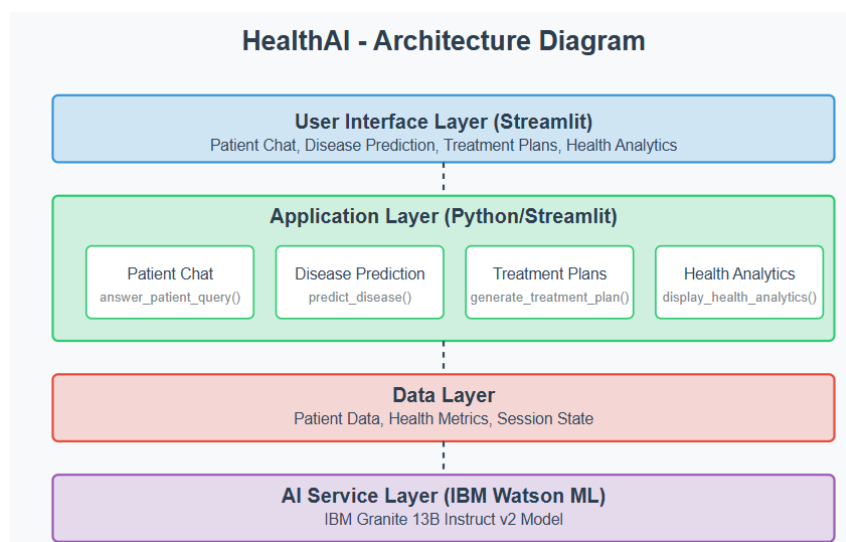 HealthAI - Architecture Diagram
User Interface Layer (Streamlit)
Patient Chat, Disease Prediction, Treatment Plans, Health Analytics
Application Layer (Python/Streamlit)
Patient Chat
answer_patient_query()
Disease Prediction
predict_disease()
Treatment Plans
generate_treatment_plan()
Health Analytics
display_health_analytics()
Data Layer
Patient Data, Health Metrics, Session State
AI Service Layer (IBM Watson ML)
IBM Granite 13B Instruct v2 Model